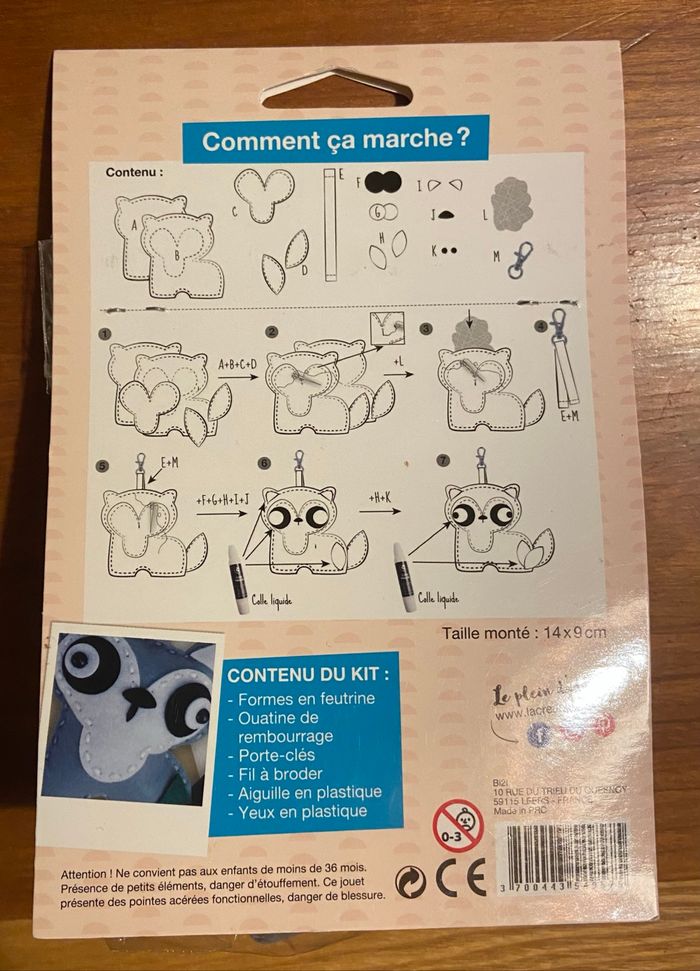 Comment ça marche ?
Contenu :
A
B
C
D
E
F
G
H
I
J
K
L
M
1
A+B+C+D
2
+L
3
4
E+M
5
E+M
+F+G+H+I+J
6
Colle liquide
+H+K
7
Colle liquide
Taille monté : 14x9cm
CONTENU DU KIT :
- Formes en feutrine
- Ouatine de
rembourrage
- Porte-clés
- Fil à broder
- Aiguille en plastique
- Yeux en plastique
Le plein
www.lacre
f
10 RUE DU TRIEU DU QUESNOY
59115 LEERS - FRANCE
Made in PRC
0-3
CE
3 700443
Attention ! Ne convient pas aux enfants de moins de 36 mois.
Présence de petits éléments, danger d'étouffement. Ce jouet
présente des pointes acérées fonctionnelles, danger de blessure.